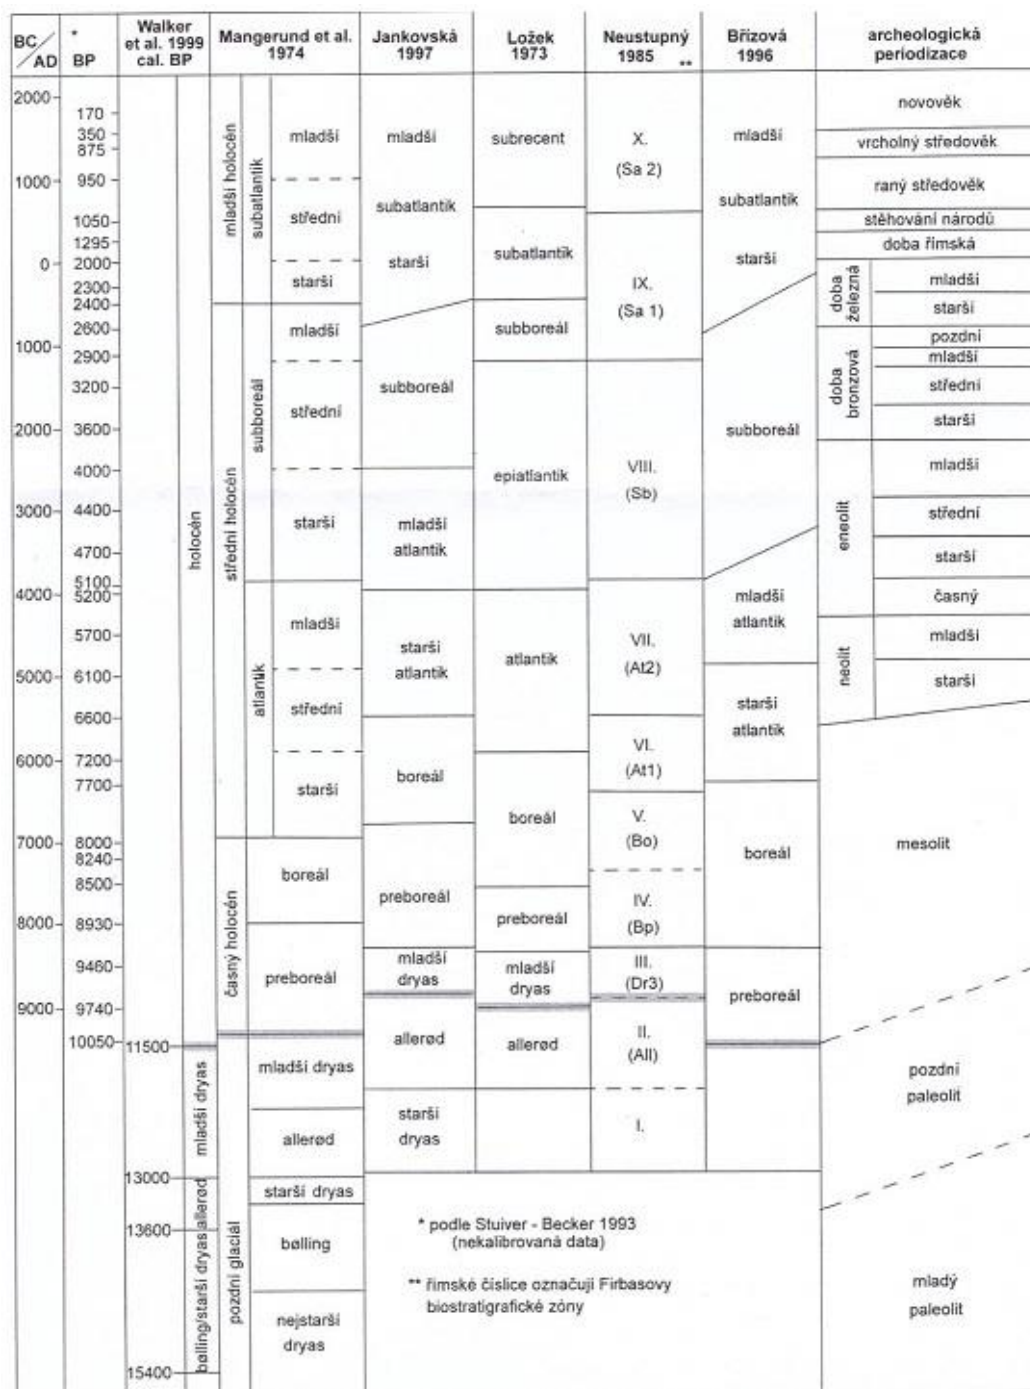 BC/AD
*
BP
Walker
et al. 1999
cal. BP
Mangerund et al.
1974
Jankovská
1997
Ložek
1973
Neustupný
1985 **
Břízová
1996
archeologická
periodizace
2000
1000
0
1000
2000
3000
4000
5000
6000
7000
8000
9000
170
350
875
950
1050
1295
2000
2300
2400
2600
2900
3200
3600
4000
4400
4700
5100
5200
5700
6100
6600
7200
7700
8000
8240
8500
8930
9460
9740
10050
11500
13000
13600
15400
holocén
mladší dryas
allerød
bølling/starší dryas
mladší holocén
střední holocén
časný holocén
pozdní glaciál
subatlantik
subboreál
atlantik
mladší
střední
starší
mladší
střední
starší
mladší
střední
starší
boreál
preboreál
mladší dryas
allerød
starší dryas
bølling
nejstarší
dryas
mladší
subatlantik
starší
subboreál
mladší
atlantik
starší
atlantik
boreál
preboreál
mladší
dryas
allerød
starší
dryas
subrecent
subatlantik
subboreál
epiatlantik
atlantik
boreál
preboreál
mladší
dryas
allerød
X.
(Sa 2)
IX.
(Sa 1)
VIII.
(Sb)
VII.
(At2)
VI.
(At1)
V.
(Bo)
IV.
(Bp)
III.
(Dr3)
II.
(All)
I.
mladší
subatlantik
starší
subboreál
mladší
atlantik
starší
atlantik
boreál
preboreál
novověk
vrcholný středověk
raný středověk
stěhování národů
doba římská
doba
železná
mladší
starší
doba
bronzová
pozdní
mladší
střední
starší
eneolit
mladší
střední
starší
časný
neolit
mladší
starší
mesolit
pozdní
paleolit
mladý
paleolit
* podle Stuiver - Becker 1993
(nekalibrovaná data)
** římské číslice označují Firbasovy
biostratigrafické zóny